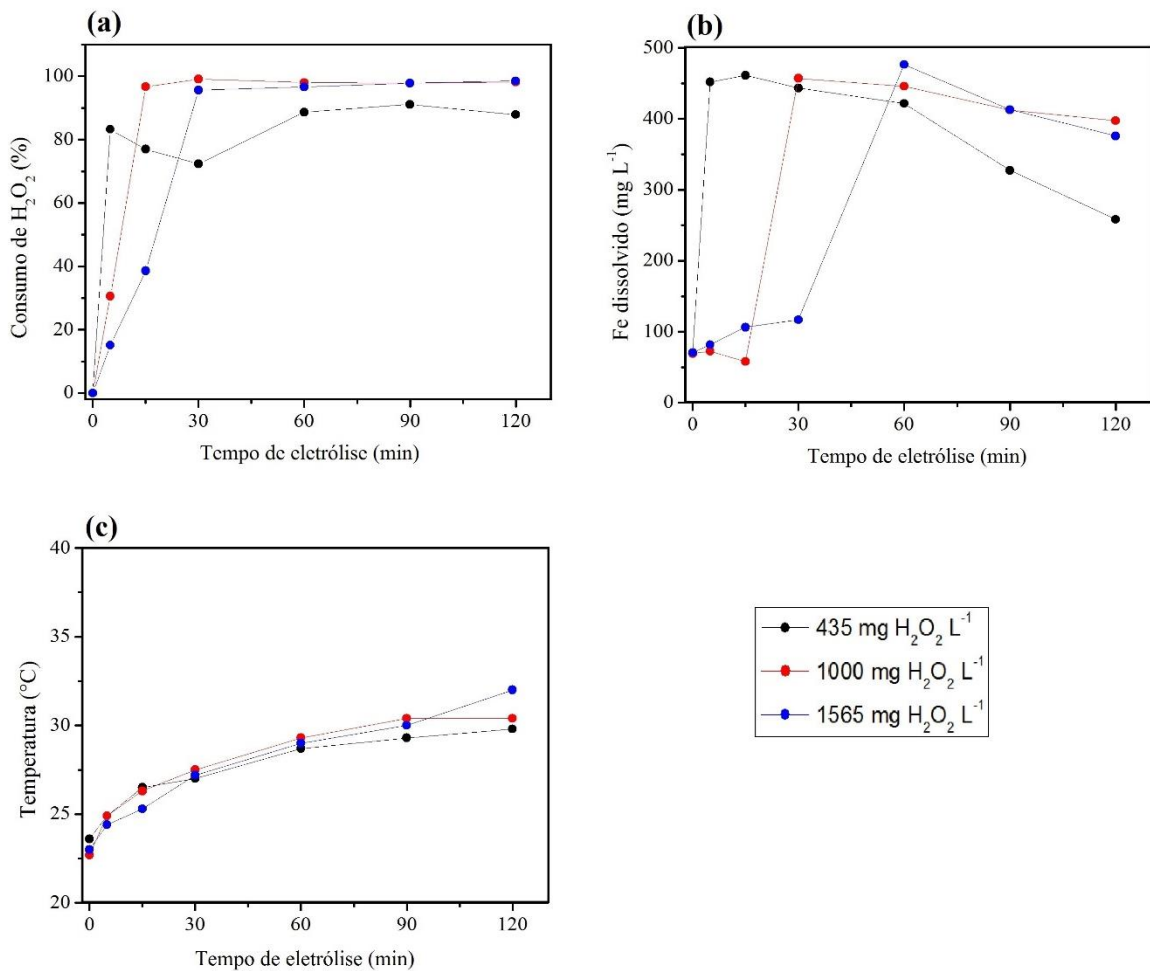 (a)
Consumo de H₂O₂ (%)
100
80
60
40
20
0
0 30 60 90 120
Tempo de eletrólise (min)
(b)
Fe dissolvido (mg L⁻¹)
500
400
300
200
100
0
0 30 60 90 120
Tempo de eletrólise (min)
(c)
Temperatura (°C)
40
35
30
25
20
0 30 60 90 120
Tempo de eletrólise (min)
435 mg H₂O₂ L⁻¹
1000 mg H₂O₂ L⁻¹
1565 mg H₂O₂ L⁻¹